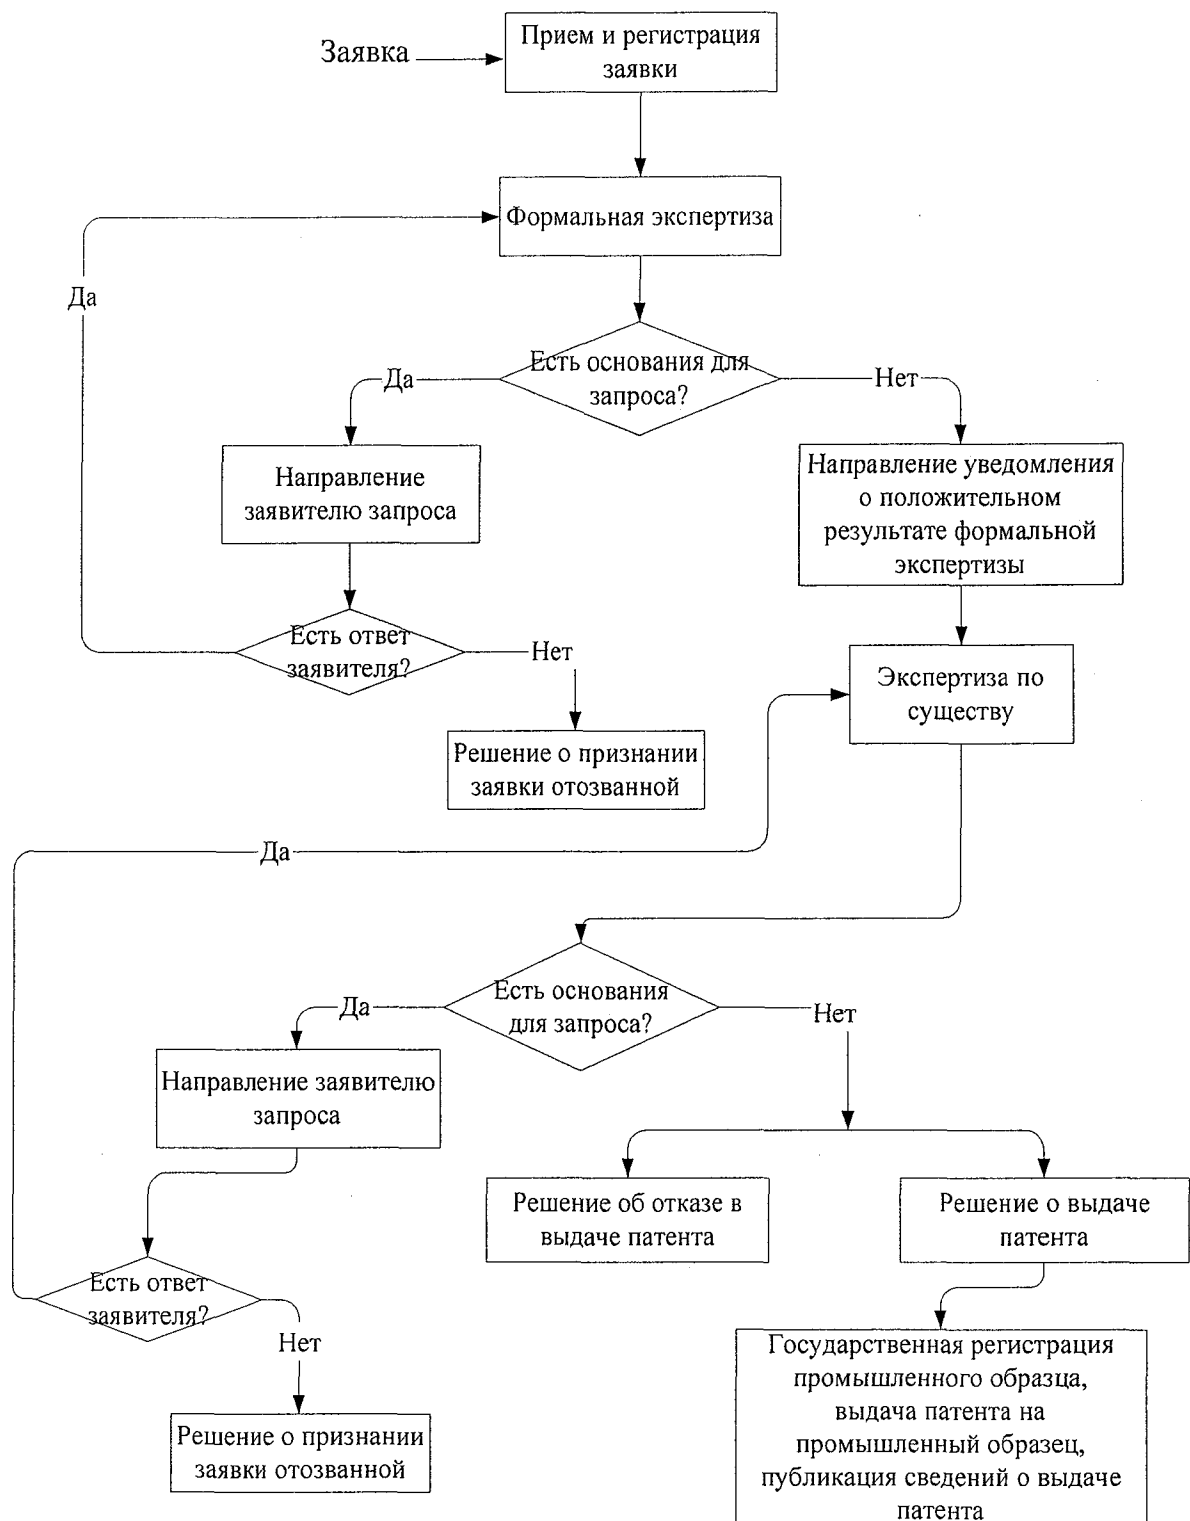 Заявка
Прием и регистрация
заявки
Формальная экспертиза
Да
Есть основания для
запроса?
Да
Нет
Направление
заявителю запроса
Направление уведомления
о положительном
результате формальной
экспертизы
Есть ответ
заявителя?
Нет
Экспертиза по
существу
Решение о признании
заявки отозванной
Да
Есть основания
для запроса?
Да
Нет
Направление заявителю
запроса
Решение об отказе в
выдаче патента
Решение о выдаче
патента
Есть ответ
заявителя?
Нет
Государственная регистрация
промышленного образца,
выдача патента на
промышленный образец,
публикация сведений о выдаче
патента
Решение о признании
заявки отозванной